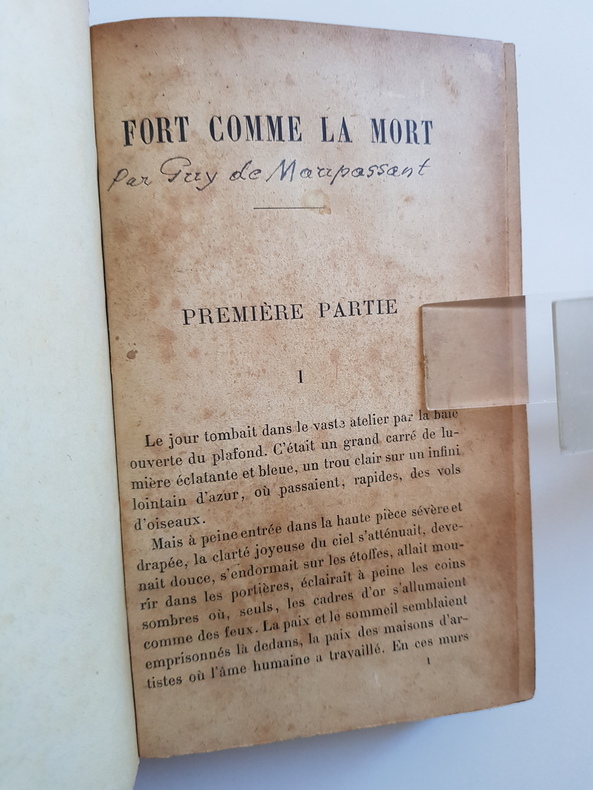 FORT COMME LA MORT
par Guy de Maupassant
PREMIÈRE PARTIE
I
Le jour tombait dans le vaste atelier par la baie
ouverte du plafond. C'était un grand carré de lu-
mière éclatante et bleue, un trou clair sur un infini
lointain d'azur, où passaient, rapides, des vols
d'oiseaux.
Mais à peine entrée dans la haute pièce sévère et
drapée, la clarté joyeuse du ciel s'atténuait, deve-
nait douce, s'endormait sur les étoffes, allait mou-
rir dans les portières, éclairait à peine les coins
sombres où, seuls, les cadres d'or s'allumaient
comme des feux. La paix et le sommeil semblaient
emprisonnés là dedans, la paix des maisons d'ar-
tistes où l'âme humaine a travaillé. En ces murs
1